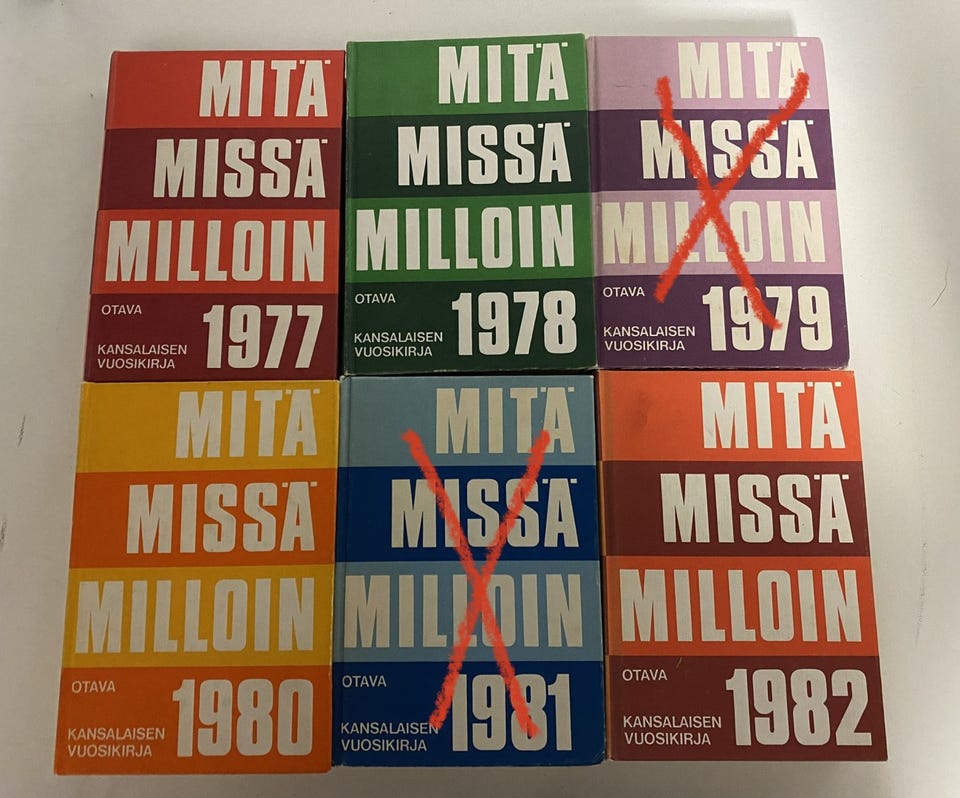 MITÄ
MISSÄ
MILLOIN
OTAVA
KANSALAISEN
VUOSIKIRJA
1977
MITÄ
MISSÄ
MILLOIN
OTAVA
KANSALAISEN
VUOSIKIRJA
1978
MITÄ
MISSÄ
MILLOIN
OTAVA
KANSALAISEN
VUOSIKIRJA
1979
MITÄ
MISSÄ
MILLOIN
OTAVA
KANSALAISEN
VUOSIKIRJA
1980
MITÄ
MISSÄ
MILLOIN
OTAVA
KANSALAISEN
VUOSIKIRJA
1981
MITÄ
MISSÄ
MILLOIN
OTAVA
KANSALAISEN
VUOSIKIRJA
1982